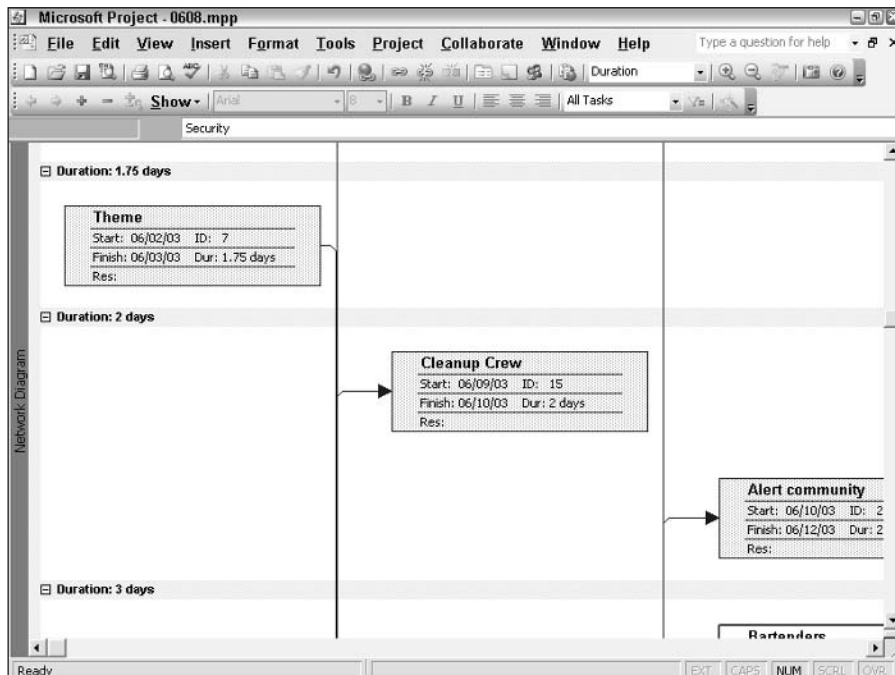 Microsoft Project - 0608.mpp
File Edit View Insert Format Tools Project Collaborate Window Help Type a question for help
Duration
Show Arial 8 B I U All Tasks
Security
Duration: 1.75 days
Theme
Start: 06/02/03 ID: 7
Finish: 06/03/03 Dur: 1.75 days
Res:
Duration: 2 days
Cleanup Crew
Start: 06/09/03 ID: 15
Finish: 06/10/03 Dur: 2 days
Res:
Network Diagram
Alert community
Start: 06/10/03 ID: 2
Finish: 06/12/03 Dur: 2
Res:
Duration: 3 days
Bartenders
Ready EXT CAPS NUM SCRL OVR